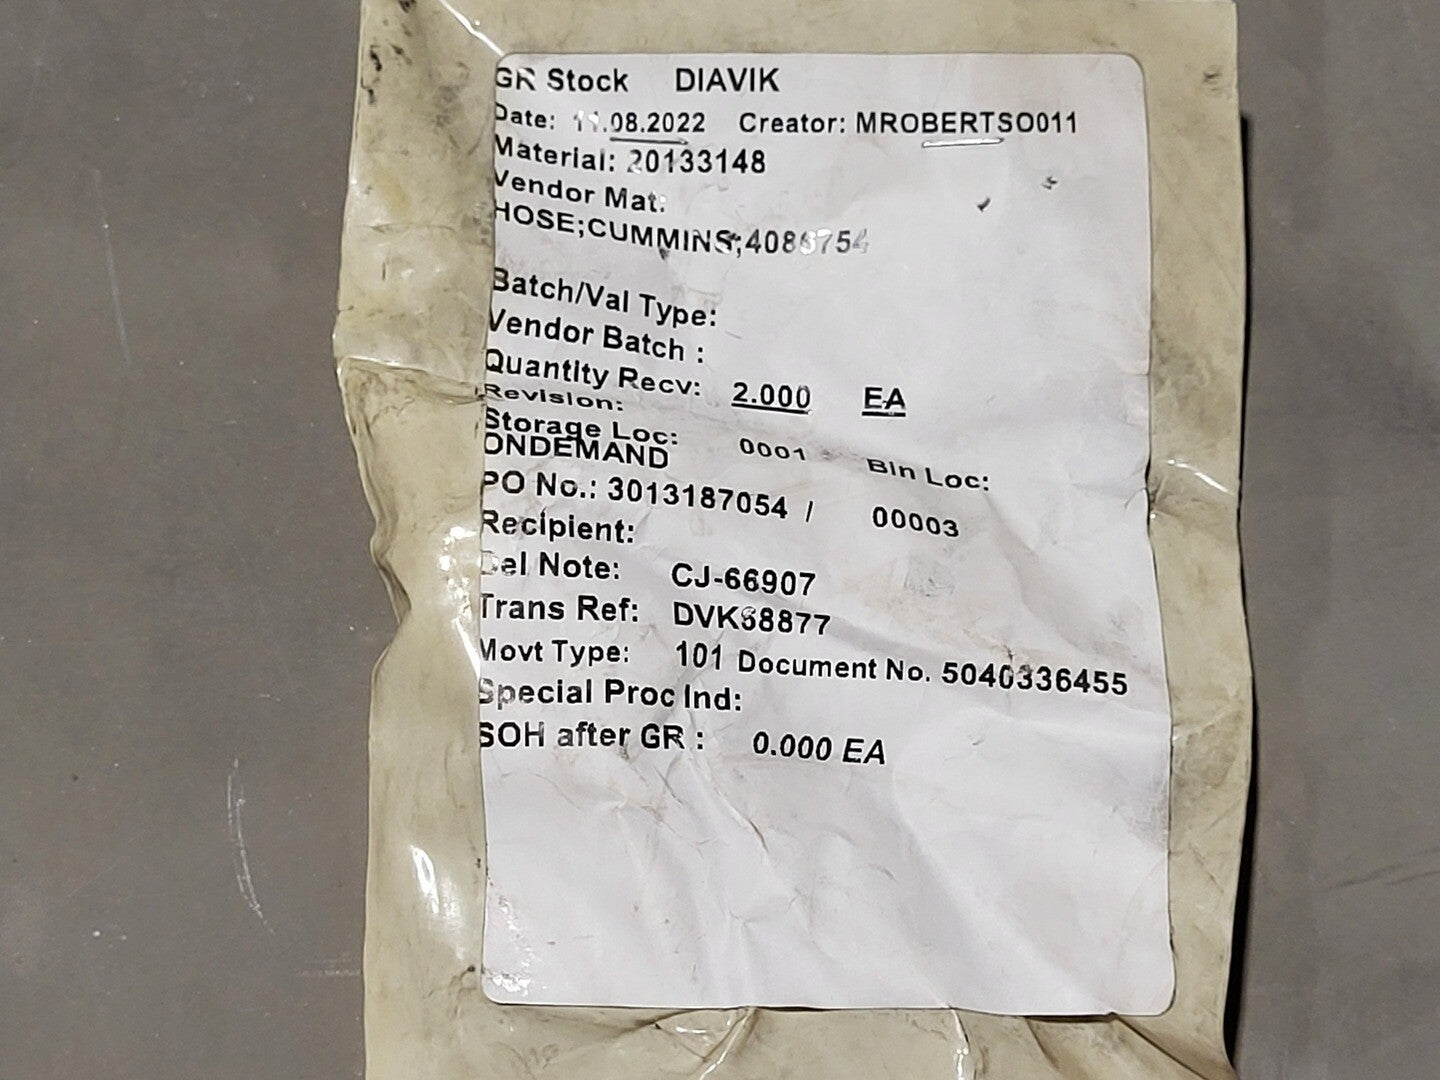 GR Stock DIAVIK
Date: 11.08.2022 Creator: MROBERTSO011
Material: 20133148
Vendor Mat:
HOSE;CUMMINS;4086754
Batch/Val Type:
Vendor Batch :
Quantity Recv: 2.000 EA
Revision:
Storage Loc: 0001 Bin Loc:
ONDEMAND
PO No.: 3013187054 / 00003
Recipient:
Del Note: CJ-66907
Trans Ref: DVK68877
Movt Type: 101 Document No. 5040336455
Special Proc Ind:
SOH after GR : 0.000 EA